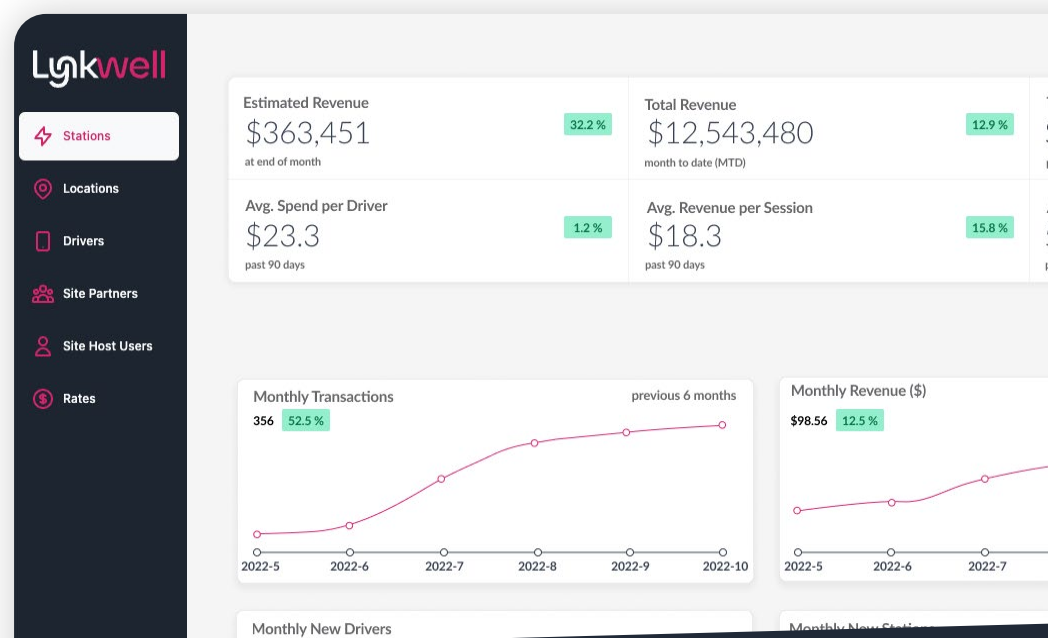 Lynkwell
Stations
Locations
Drivers
Site Partners
Site Host Users
Rates
Estimated Revenue
$363,451
32.2 %
at end of month
Total Revenue
$12,543,480
12.9 %
month to date (MTD)
Avg. Spend per Driver
$23.3
1.2 %
past 90 days
Avg. Revenue per Session
$18.3
15.8 %
past 90 days
Monthly Transactions
previous 6 months
356 52.5 %
2022-5 2022-6 2022-7 2022-8 2022-9 2022-10
Monthly Revenue ($)
$98.56 12.5 %
2022-5 2022-6 2022-7
Monthly New Drivers
Monthly New Stations